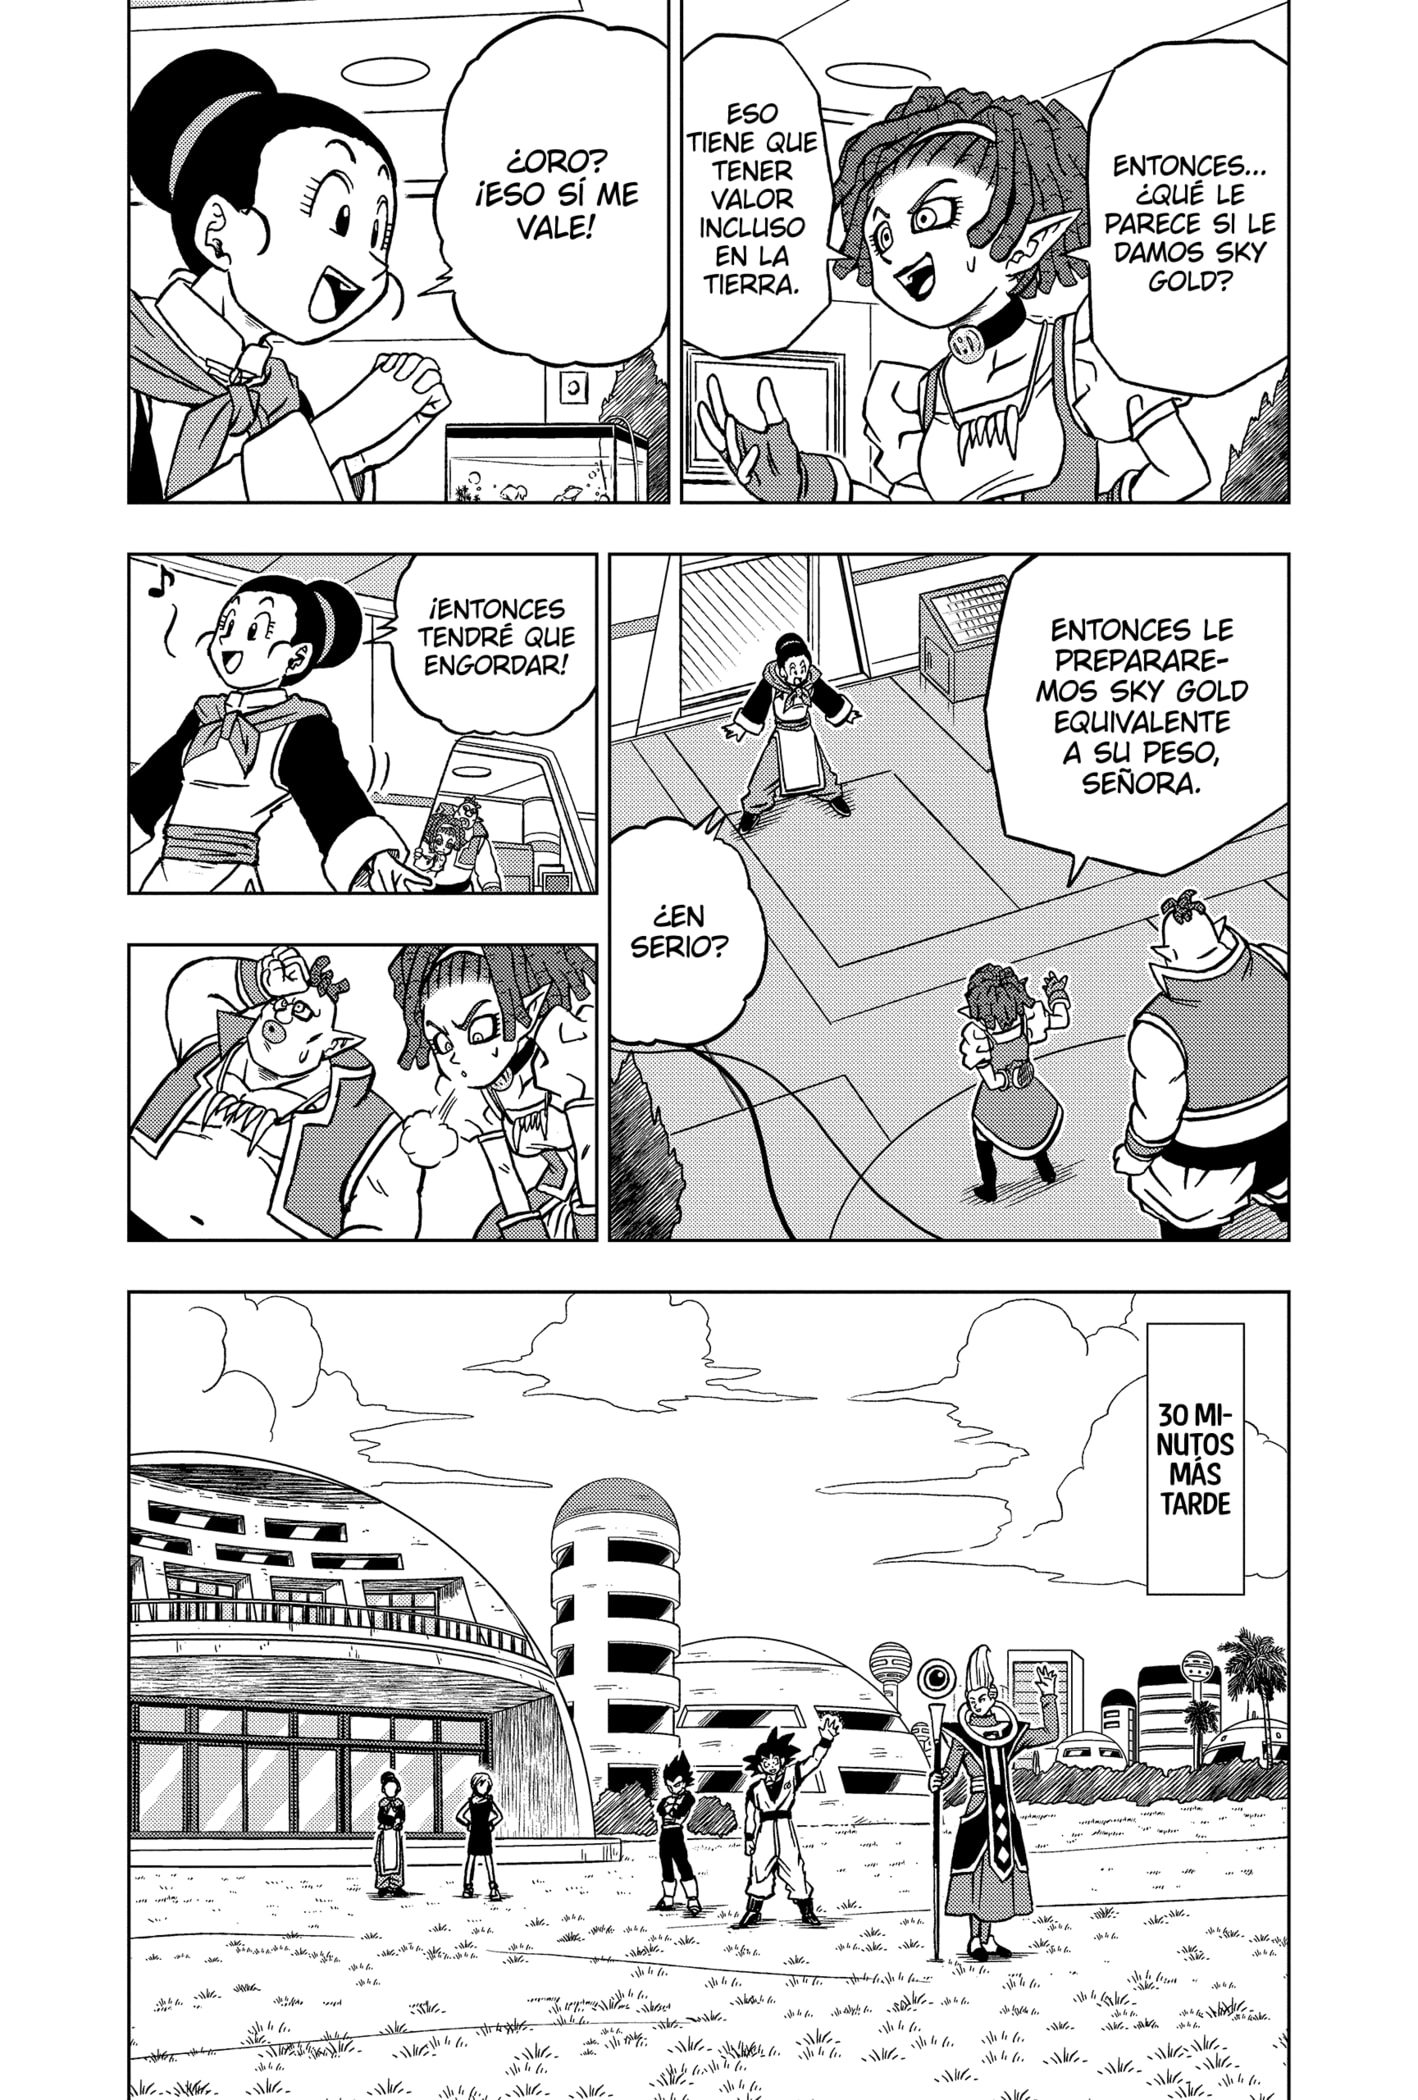 ENTONCES...
¿QUÉ LE
PARECE SI LE
DAMOS SKY
GOLD?
ESO
TIENE QUE
TENER
VALOR
INCLUSO
EN LA
TIERRA.
¿ORO?
¡ESO SÍ ME
VALE!
ENTONCES LE
PREPARARE-
MOS SKY GOLD
EQUIVALENTE
A SU PESO,
SEÑORA.
¿EN
SERIO?
¡ENTONCES
TENDRÉ QUE
ENGORDAR!
30 MI-
NUTOS
MÁS
TARDE